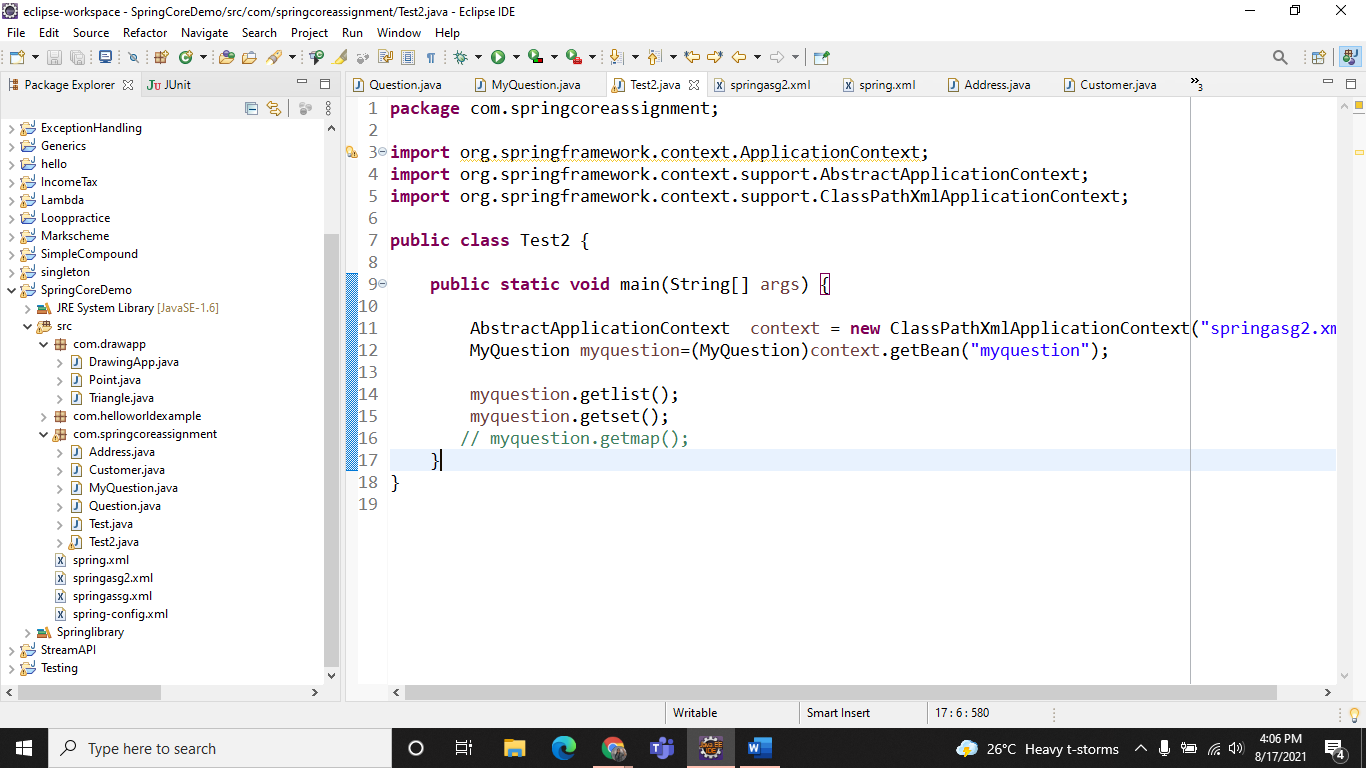 eclipse-workspace - SpringCoreDemo/src/com/springcoreassignment/Test2.java - Eclipse IDE
File Edit Source Refactor Navigate Search Project Run Window Help
Package Explorer JUnit
ExceptionHandling
Generics
hello
IncomeTax
Lambda
Looppractice
Markscheme
SimpleCompound
singleton
SpringCoreDemo
JRE System Library [JavaSE-1.6]
src
com.drawapp
DrawingApp.java
Point.java
Triangle.java
com.helloworldexample
com.springcoreassignment
Address.java
Customer.java
MyQuestion.java
Question.java
Test.java
Test2.java
spring.xml
springasg2.xml
springassg.xml
spring-config.xml
Springlibrary
StreamAPI
Testing
Question.java MyQuestion.java Test2.java springasg2.xml spring.xml Address.java Customer.java »3
1 package com.springcoreassignment;
2
3 import org.springframework.context.ApplicationContext;
4 import org.springframework.context.support.AbstractApplicationContext;
5 import org.springframework.context.support.ClassPathXmlApplicationContext;
6
7 public class Test2 {
8
9 public static void main(String[] args) {
10
11 AbstractApplicationContext context = new ClassPathXmlApplicationContext("springasg2.xm
12 MyQuestion myquestion=(MyQuestion)context.getBean("myquestion");
13
14 myquestion.getlist();
15 myquestion.getset();
16 // myquestion.getmap();
17 }
18 }
19
Writable Smart Insert 17 : 6 : 580
Type here to search 26°C Heavy t-storms 4:06 PM
8/17/2021 4